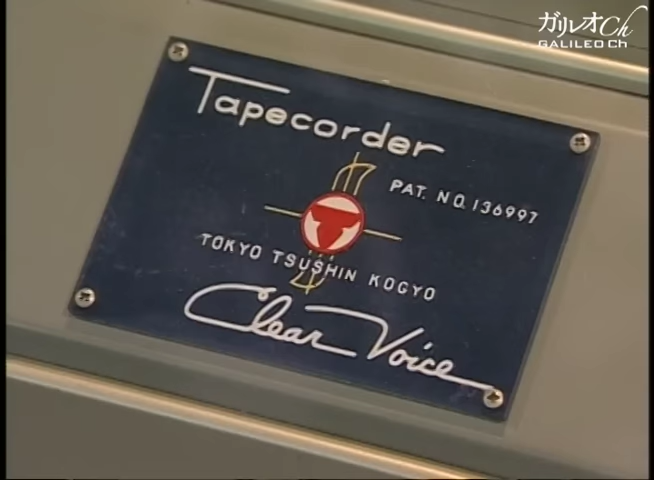 ガリレオCh
GALILEO CH
Tapecorder
PAT. NO. 136997
TOKYO TSUSHIN KOGYO
Clear Voice